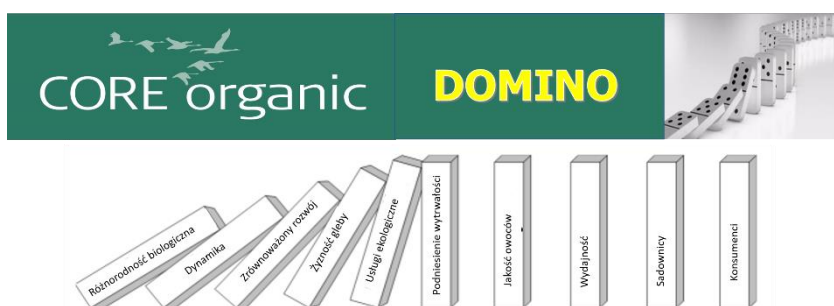 CORE organic
DOMINO
Różnorodność biologiczna
Dynamika
Zrównoważony rozwój
Żyzność gleby
Usługi ekologiczne
Podniesienie wytrwałości
Jakość owoców
Wydajność
Sadownicy
Konsumenci